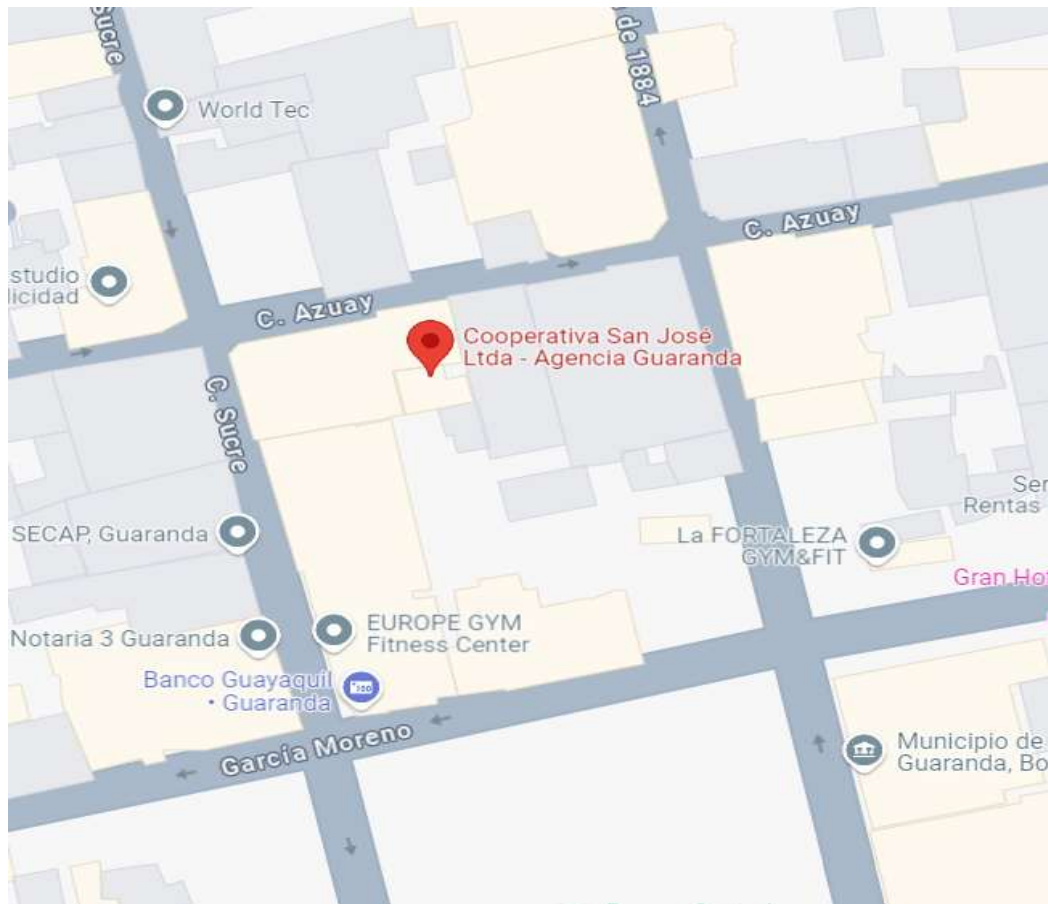 Sucre
de 1884
World Tec
C. Azuay
studio
licidad
C. Azuay
Cooperativa San José
Ltda - Agencia Guaranda
C. Sucre
Ser
Rentas
SECAP, Guaranda
La FORTALEZA
GYM&FIT
Gran Hot
EUROPE GYM
Fitness Center
Notaria 3 Guaranda
Banco Guayaquil
• Guaranda
García Moreno
Municipio de
Guaranda, Bo